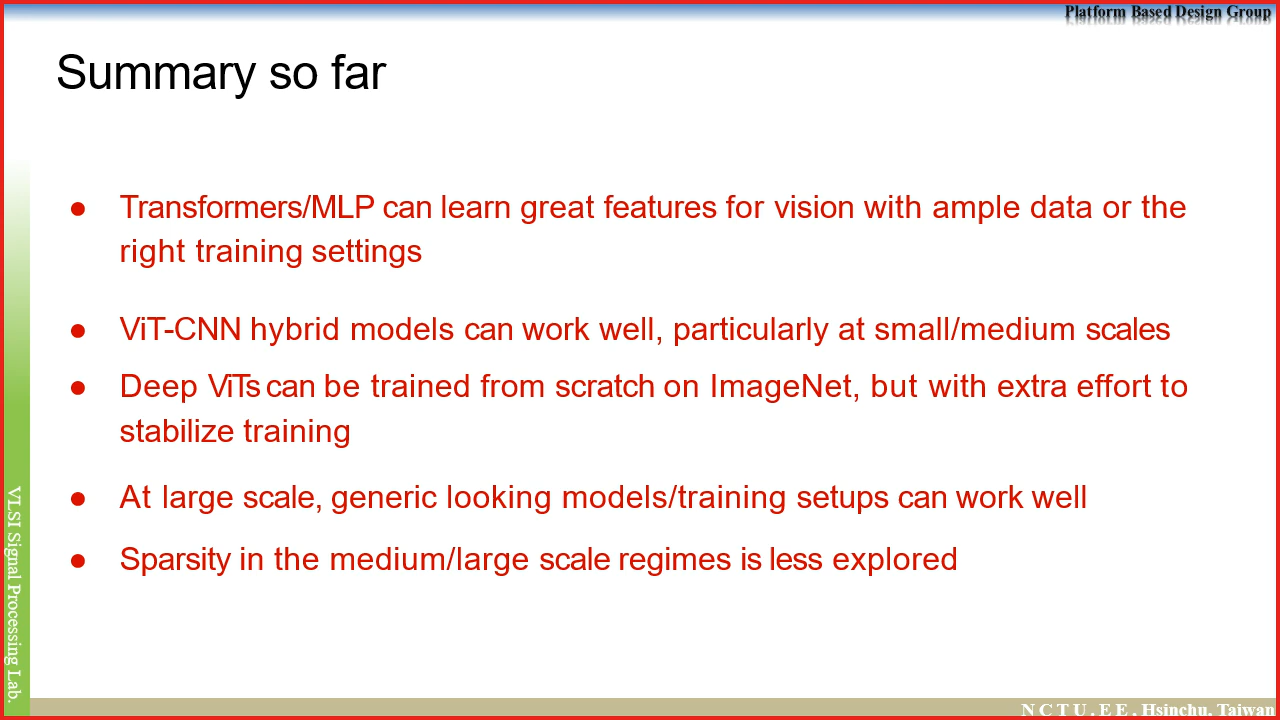 Platform Based Design Group
Summary so far
● Transformers/MLP can learn great features for vision with ample data or the
right training settings
● ViT-CNN hybrid models can work well, particularly at small/medium scales
● Deep ViTs can be trained from scratch on ImageNet, but with extra effort to
stabilize training
● At large scale, generic looking models/training setups can work well
● Sparsity in the medium/large scale regimes is less explored
VLSI Signal Processing Lab.
N C T U . E E , Hsinchu, Taiwan